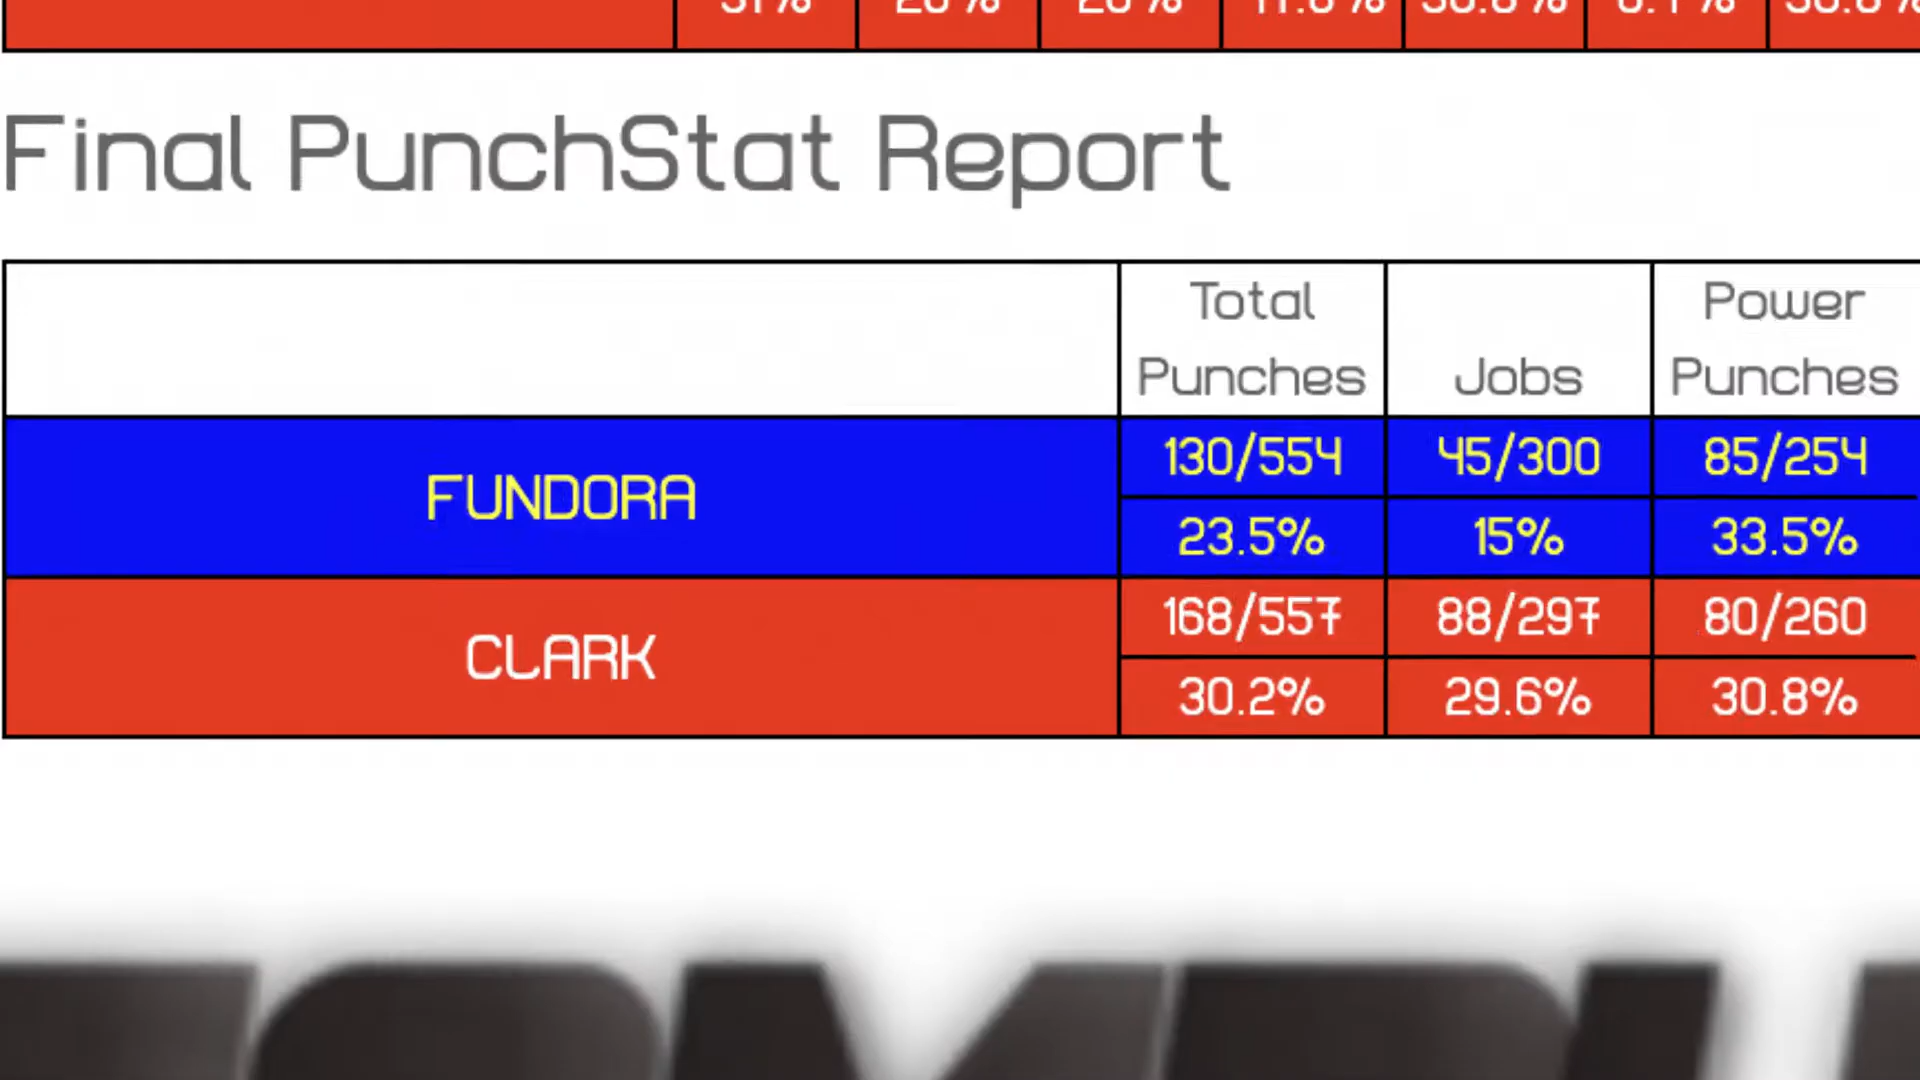 Final PunchStat Report
Total Punches Jobs Power Punches
FUNDORA 130/554 45/300 85/254
23.5% 15% 33.5%
CLARK 168/557 88/297 80/260
30.2% 29.6% 30.8%